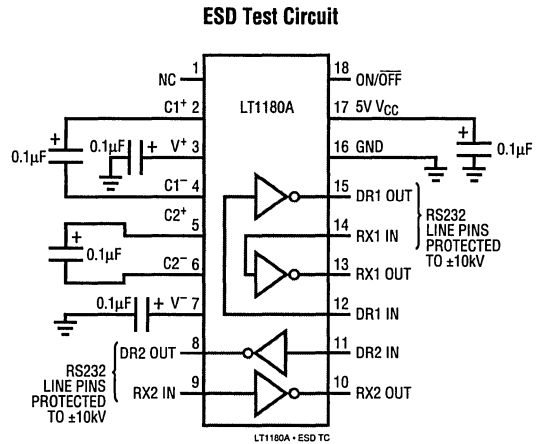 ESD Test Circuit
LT1180A
NC 1
C1+ 2
0.1µF +
0.1µF + V+ 3
C1– 4
C2+ 5
+ 0.1µF
C2– 6
0.1µF + V– 7
DR2 OUT 8
RX2 IN 9
RS232
LINE PINS
PROTECTED
TO ±10kV
18 ON/OFF
17 5V VCC
+ 0.1µF
16 GND
15 DR1 OUT
14 RX1 IN
RS232
LINE PINS
PROTECTED
TO ±10kV
13 RX1 OUT
12 DR1 IN
11 DR2 IN
10 RX2 OUT
LT1180A • ESD TC